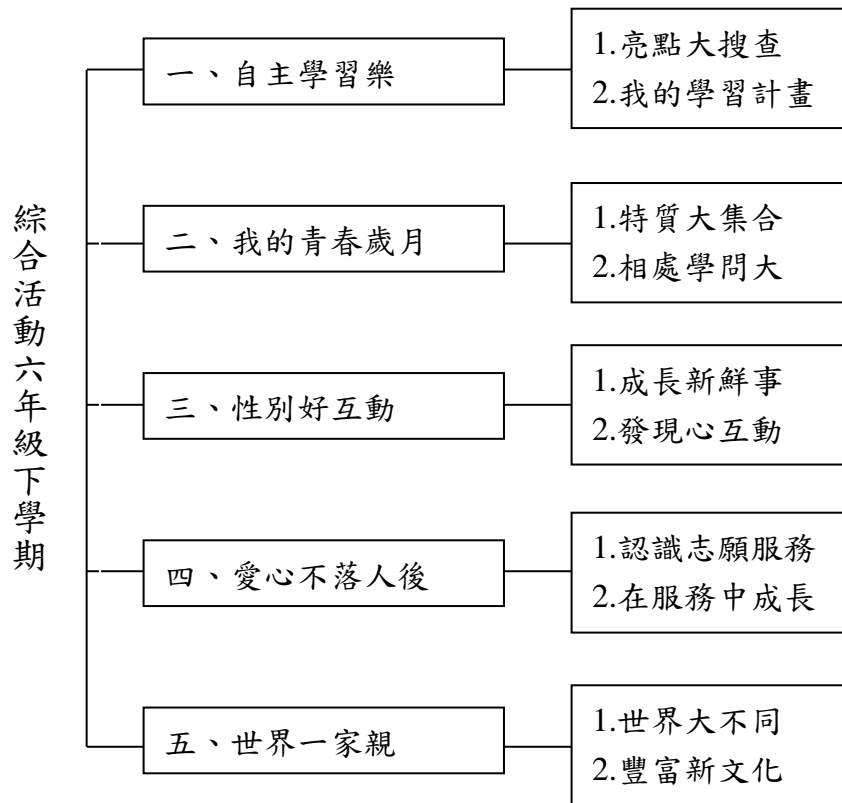 綜合活動六年級下學期
一、自主學習樂
1.亮點大搜查
2.我的學習計畫
二、我的青春歲月
1.特質大集合
2.相處學問大
三、性別好互動
1.成長新鮮事
2.發現心互動
四、愛心不落人後
1.認識志願服務
2.在服務中成長
五、世界一家親
1.世界大不同
2.豐富新文化